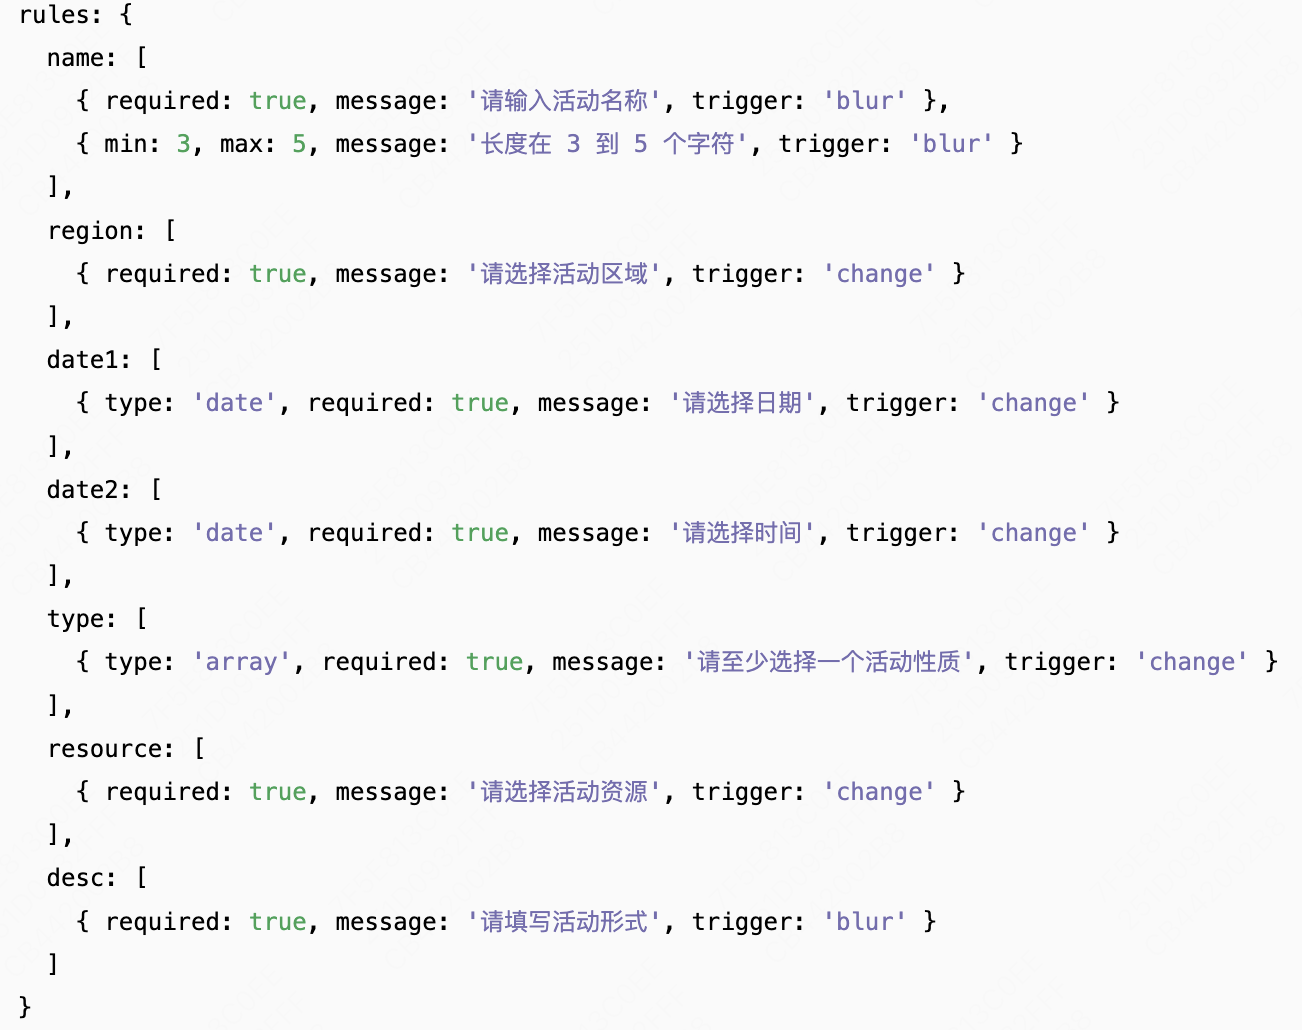 rules: {
  name: [
    { required: true, message: '请输入活动名称', trigger: 'blur' },
    { min: 3, max: 5, message: '长度在 3 到 5 个字符', trigger: 'blur' }
  ],
  region: [
    { required: true, message: '请选择活动区域', trigger: 'change' }
  ],
  date1: [
    { type: 'date', required: true, message: '请选择日期', trigger: 'change' }
  ],
  date2: [
    { type: 'date', required: true, message: '请选择时间', trigger: 'change' }
  ],
  type: [
    { type: 'array', required: true, message: '请至少选择一个活动性质', trigger: 'change' }
  ],
  resource: [
    { required: true, message: '请选择活动资源', trigger: 'change' }
  ],
  desc: [
    { required: true, message: '请填写活动形式', trigger: 'blur' }
  ]
}